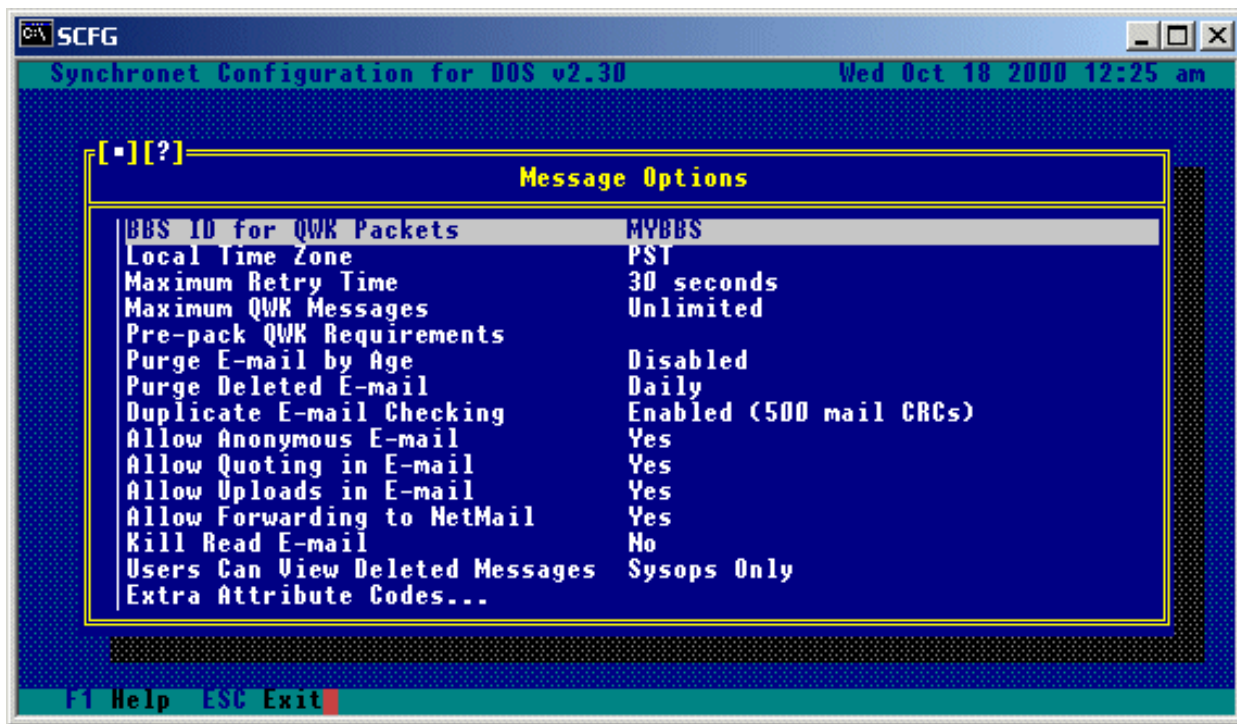 SCFG
Synchronet Configuration for DOS v2.30 Wed Oct 18 2000 12:25 am
[▪][?]
Message Options
BBS ID for QWK Packets MYBBS
Local Time Zone PST
Maximum Retry Time 30 seconds
Maximum QWK Messages Unlimited
Pre-pack QWK Requirements
Purge E-mail by Age Disabled
Purge Deleted E-mail Daily
Duplicate E-mail Checking Enabled (500 mail CRCs)
Allow Anonymous E-mail Yes
Allow Quoting in E-mail Yes
Allow Uploads in E-mail Yes
Allow Forwarding to NetMail Yes
Kill Read E-mail No
Users Can View Deleted Messages Sysops Only
Extra Attribute Codes...
F1 Help ESC Exit